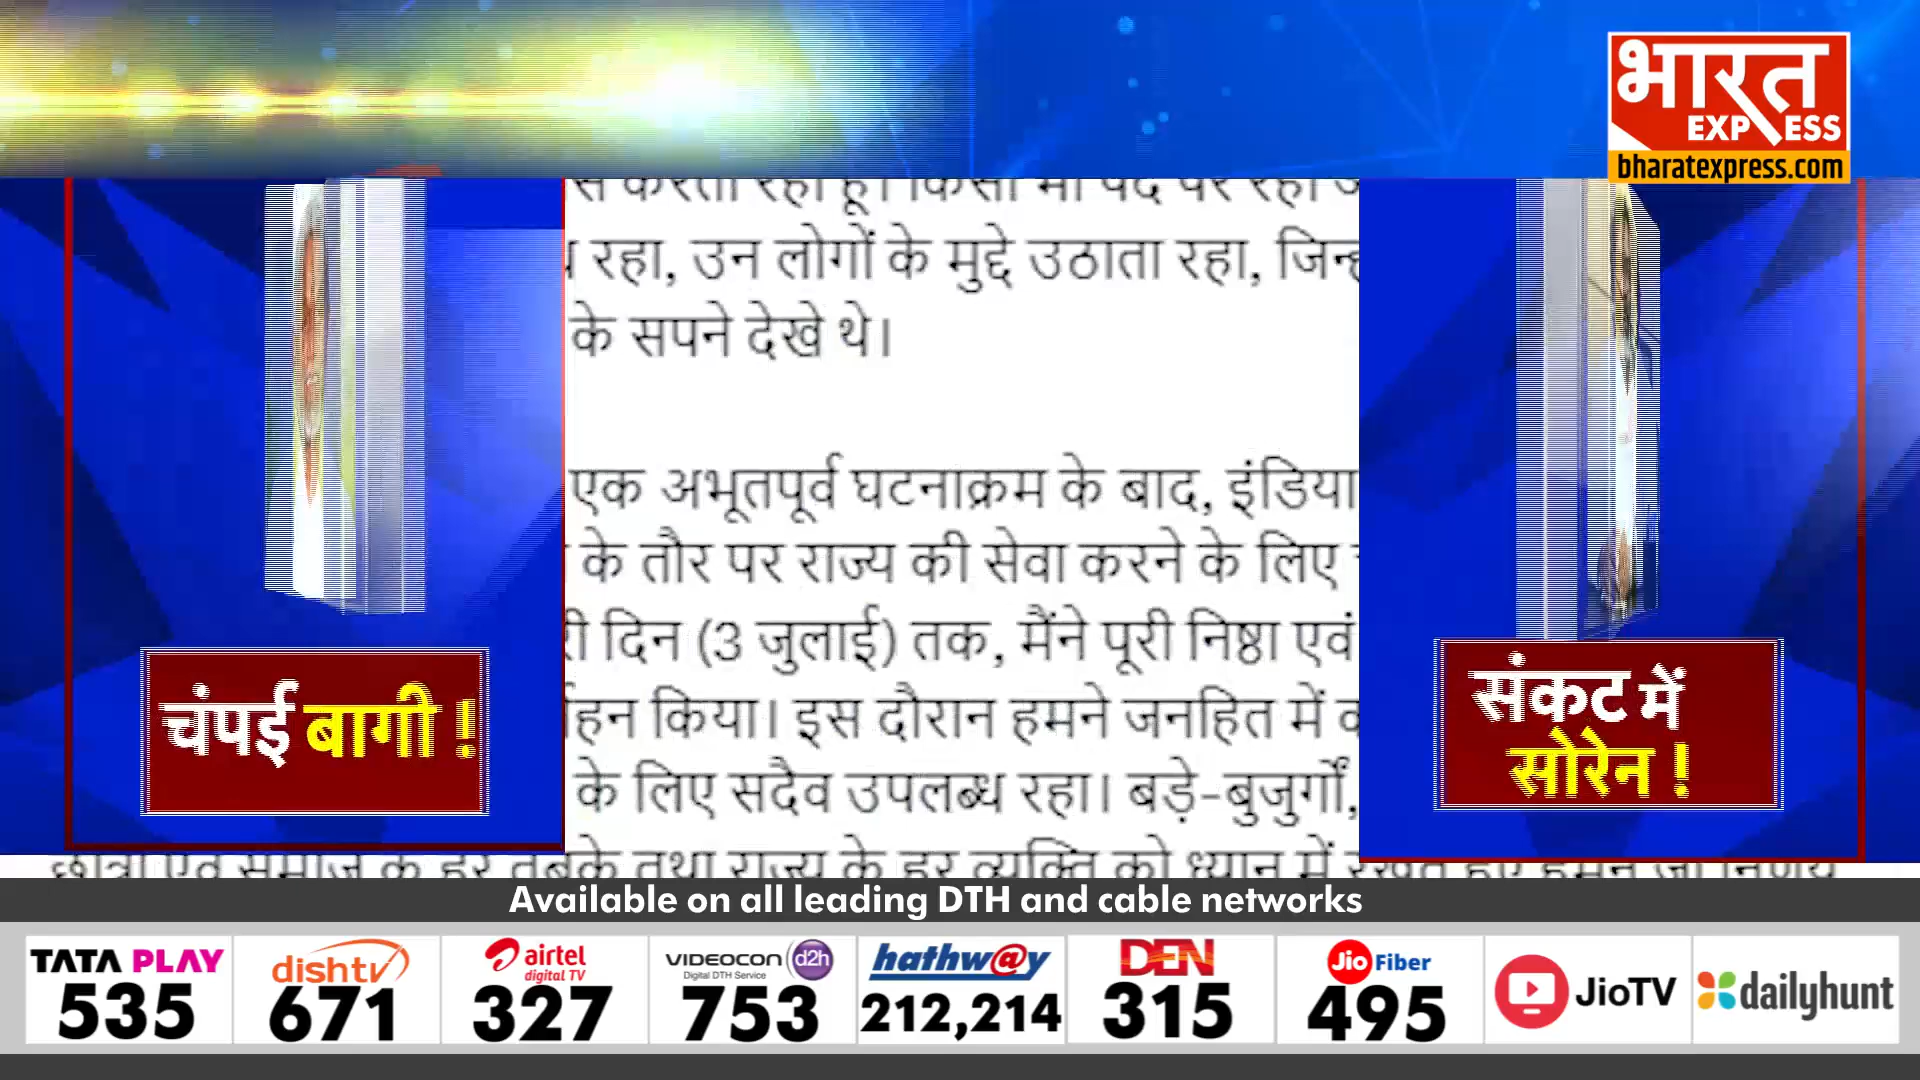 भारत
EXPRESS
bharatexpress.com
रहा, उन लोगों के मुद्दे उठाता रहा,
के सपने देखे थे।
एक अभूतपूर्व घटनाक्रम के बाद, इंडिया
के तौर पर राज्य की सेवा करने के लिए
दिन (3 जुलाई) तक, मैंने पूरी निष्ठा एवं
किया। इस दौरान हमने जनहित में
के लिए सदैव उपलब्ध रहा। बड़े-बुजुर्गों,
चंपई बागी !
संकट में
सोरेन !
Available on all leading DTH and cable networks
TATA PLAY
535
dishtv
671
airtel
digital TV
327
VIDEOCON d2h
Digital DTH Service
753
hathway
212,214
DEN
315
Jio Fiber
495
JioTV
dailyhunt